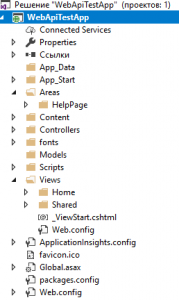 Решение "WebApiTestApp" (проектов: 1)
WebApiTestApp
Connected Services
Properties
Ссылки
App_Data
App_Start
Areas
HelpPage
Content
Controllers
fonts
Models
Scripts
Views
Home
Shared
_ViewStart.cshtml
Web.config
ApplicationInsights.config
favicon.ico
Global.asax
packages.config
Web.config